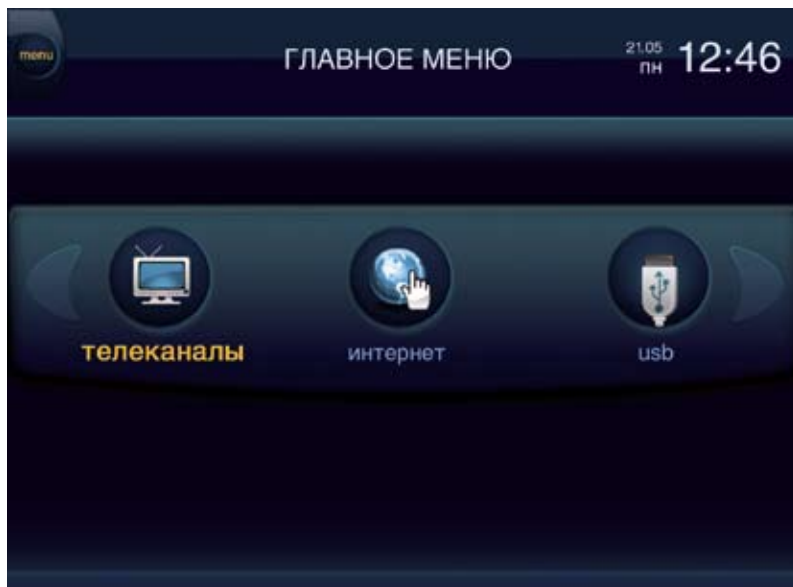 menu
ГЛАВНОЕ МЕНЮ
21.05
ПН
12:46
телеканалы
интернет
usb